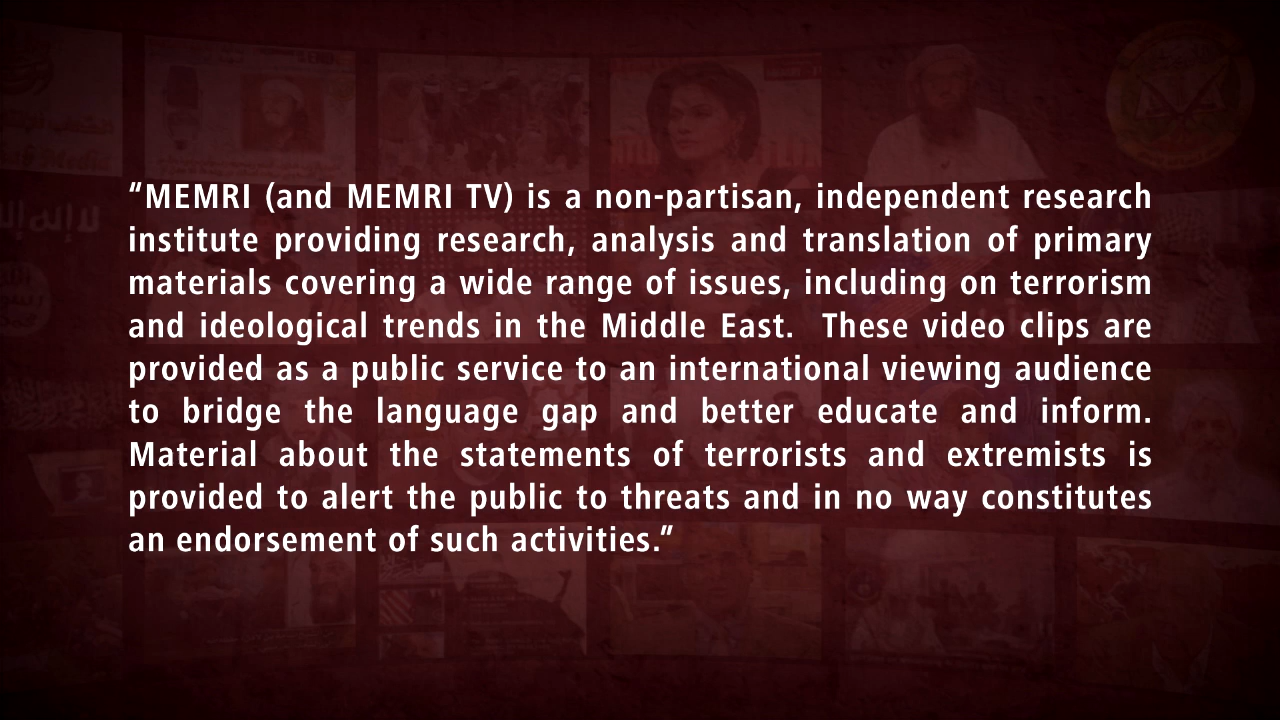 “MEMRI (and MEMRI TV) is a non-partisan, independent research
institute providing research, analysis and translation of primary
materials covering a wide range of issues, including on terrorism
and ideological trends in the Middle East.  These video clips are
provided as a public service to an international viewing audience
to bridge the language gap and better educate and inform.
Material about the statements of terrorists and extremists is
provided to alert the public to threats and in no way constitutes
an endorsement of such activities.”